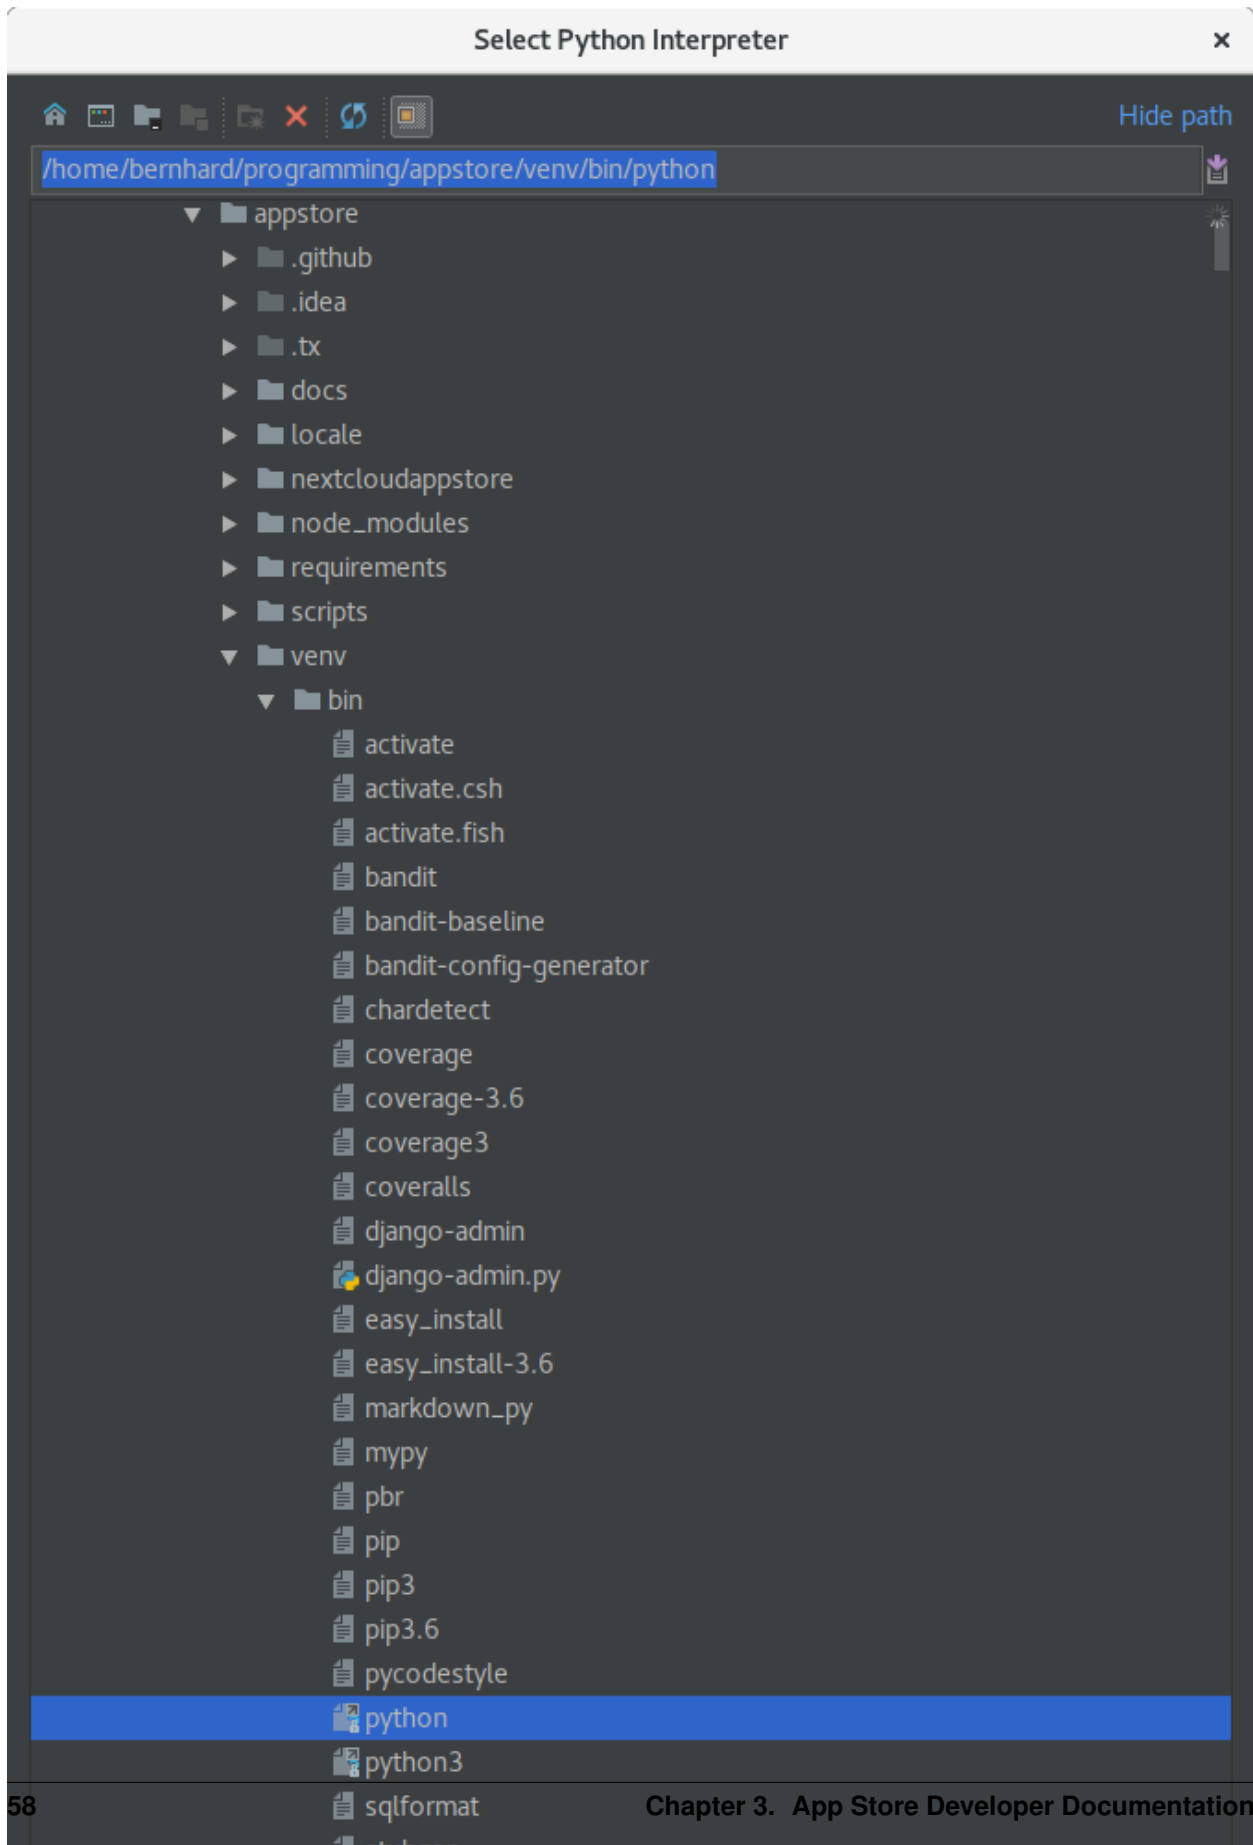 Select Python Interpreter
Hide path
/home/bernhard/programming/appstore/venv/bin/python
appstore
.github
.idea
.tx
docs
locale
nextcloudappstore
node_modules
requirements
scripts
venv
bin
activate
activate.csh
activate.fish
bandit
bandit-baseline
bandit-config-generator
chardetect
coverage
coverage-3.6
coverage3
coveralls
django-admin
django-admin.py
easy_install
easy_install-3.6
markdown_py
mypy
pbr
pip
pip3
pip3.6
pycodestyle
python
python3
sqlformat
58 Chapter 3. App Store Developer Documentation